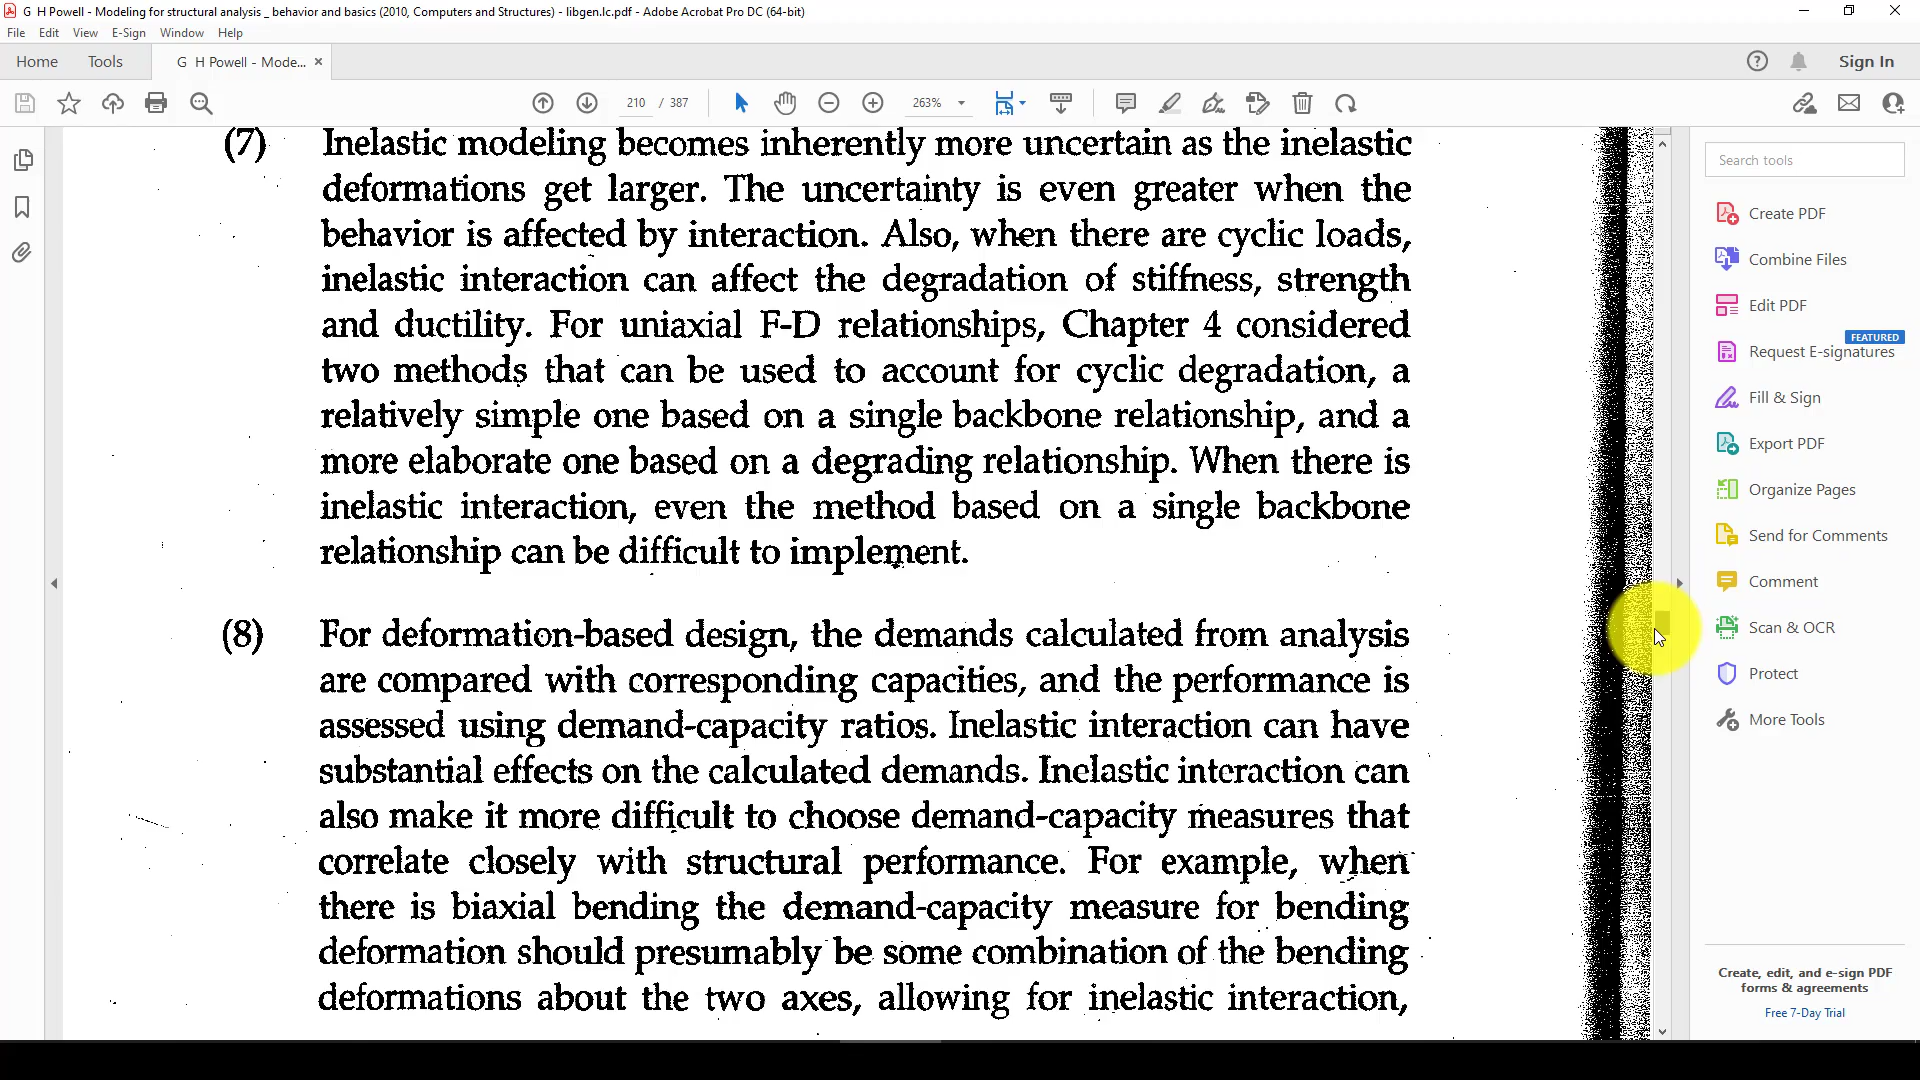 G H Powell - Modeling for structural analysis _ behavior and basics (2010, Computers and Structures) - libgen.lc.pdf - Adobe Acrobat Pro DC (64-bit)
File Edit View E-Sign Window Help
Home Tools G H Powell - Mode... Sign In
210 / 387 263%
(7) Inelastic modeling becomes inherently more uncertain as the inelastic
deformations get larger. The uncertainty is even greater when the
behavior is affected by interaction. Also, when there are cyclic loads,
inelastic interaction can affect the degradation of stiffness, strength
and ductility. For uniaxial F-D relationships, Chapter 4 considered
two methods that can be used to account for cyclic degradation, a
relatively simple one based on a single backbone relationship, and a
more elaborate one based on a degrading relationship. When there is
inelastic interaction, even the method based on a single backbone
relationship can be difficult to implement.
(8) For deformation-based design, the demands calculated from analysis
are compared with corresponding capacities, and the performance is
assessed using demand-capacity ratios. Inelastic interaction can have
substantial effects on the calculated demands. Inelastic interaction can
also make it more difficult to choose demand-capacity measures that
correlate closely with structural performance. For example, when
there is biaxial bending the demand-capacity measure for bending
deformation should presumably be some combination of the bending
deformations about the two axes, allowing for inelastic interaction,
Search tools
Create PDF
Combine Files
Edit PDF
FEATURED
Request E-signatures
Fill & Sign
Export PDF
Organize Pages
Send for Comments
Comment
Scan & OCR
Protect
More Tools
Create, edit, and e-sign PDF
forms & agreements
Free 7-Day Trial